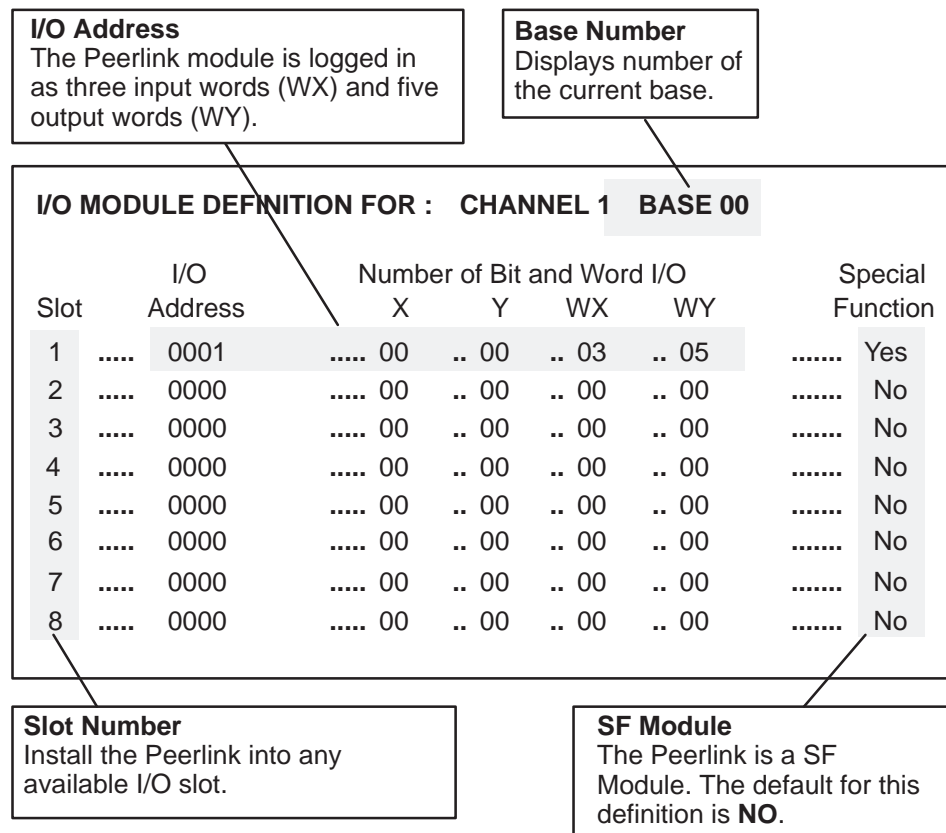 I/O Address
The Peerlink module is logged in
as three input words (WX) and five
output words (WY).
Base Number
Displays number of
the current base.
I/O MODULE DEFINITION FOR : CHANNEL 1 BASE 00
I/O Number of Bit and Word I/O Special
Slot Address X Y WX WY Function
1 ..... 0001 ..... 00 .. 00 .. 03 .. 05 ....... Yes
2 ..... 0000 ..... 00 .. 00 .. 00 .. 00 ....... No
3 ..... 0000 ..... 00 .. 00 .. 00 .. 00 ....... No
4 ..... 0000 ..... 00 .. 00 .. 00 .. 00 ....... No
5 ..... 0000 ..... 00 .. 00 .. 00 .. 00 ....... No
6 ..... 0000 ..... 00 .. 00 .. 00 .. 00 ....... No
7 ..... 0000 ..... 00 .. 00 .. 00 .. 00 ....... No
8 ..... 0000 ..... 00 .. 00 .. 00 .. 00 ....... No
Slot Number
Install the Peerlink into any
available I/O slot.
SF Module
The Peerlink is a SF
Module. The default for this
definition is NO.